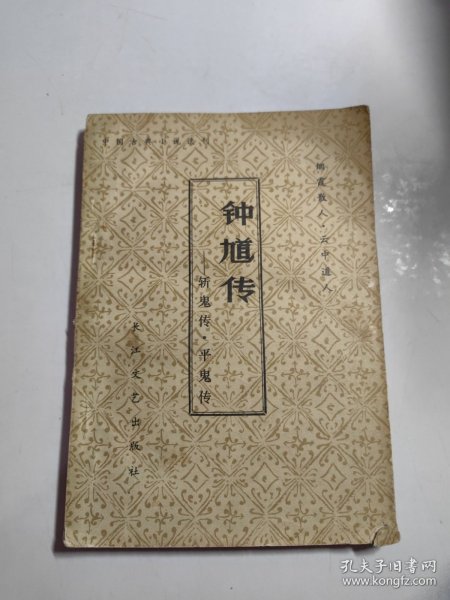 中国古典小说选刊
烟霞散人·云中道人
钟馗传
——斩鬼传·平鬼传
长江文艺出版社
孔夫子旧书网
www.kongfz.com